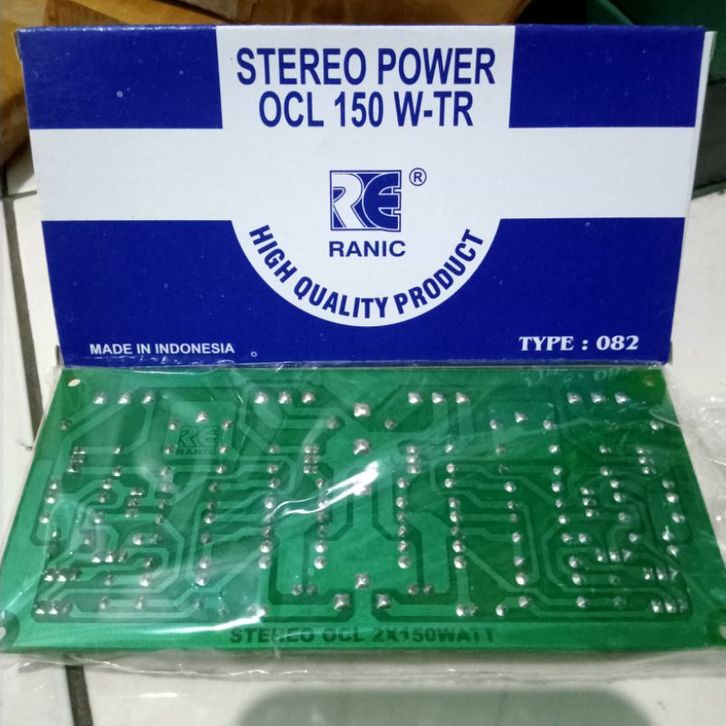 STEREO POWER
OCL 150 W-TR
RE ®
RANIC
HIGH QUALITY PRODUCT
MADE IN INDONESIA
TYPE : 082
RE
RANIC
STEREO OCL 2X150WATT